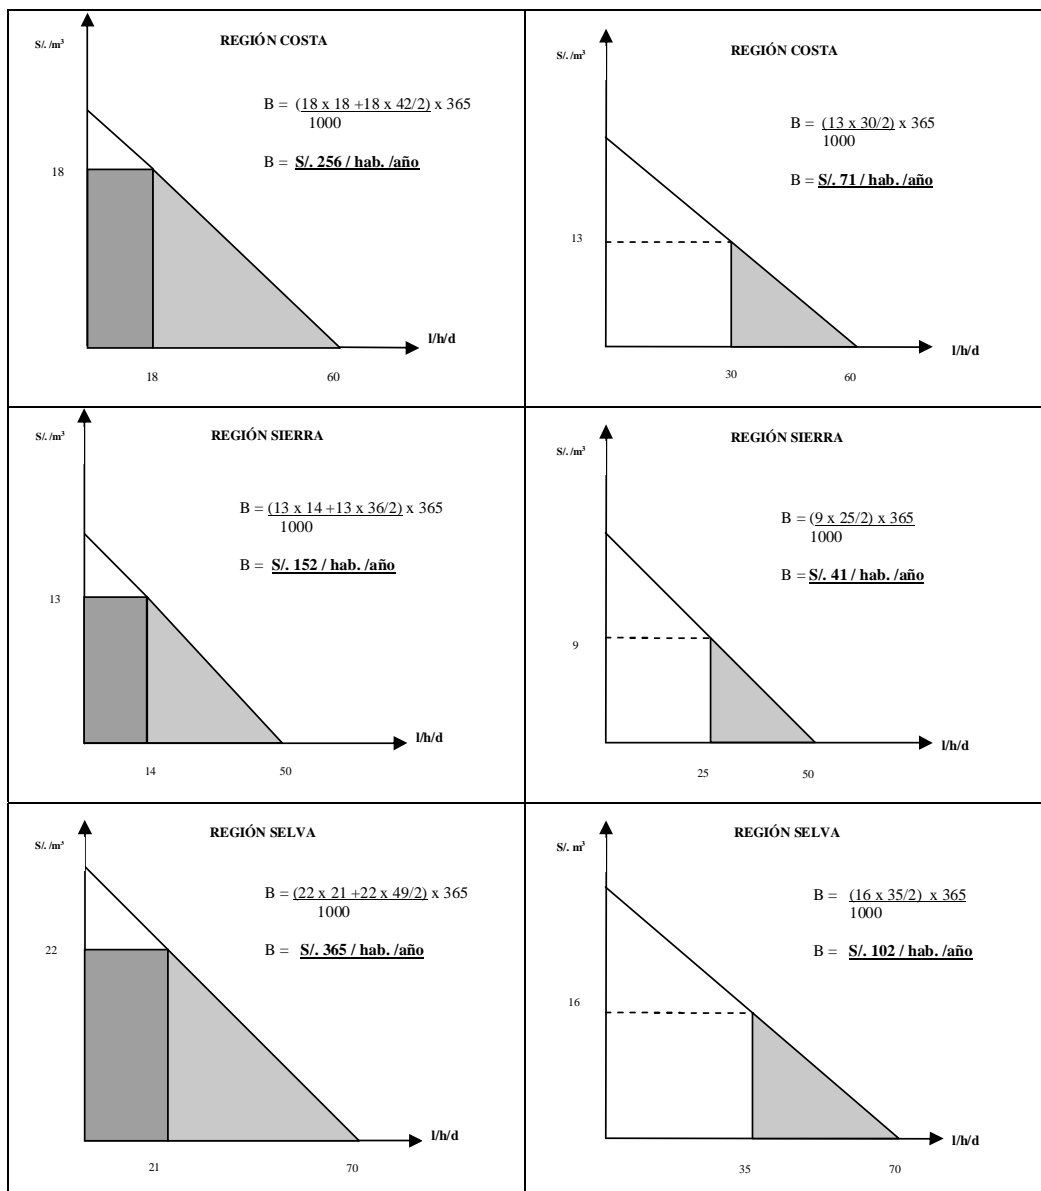 S/. /m³
REGIÓN COSTA
B = (18 x 18 +18 x 42/2) x 365
1000
B = S/. 256 / hab. /año
18
l/h/d
18 60
S/. /m³
REGIÓN COSTA
B = (13 x 30/2) x 365
1000
B = S/. 71 / hab. /año
13
l/h/d
30 60
S/. /m³
REGIÓN SIERRA
B = (13 x 14 +13 x 36/2) x 365
1000
B = S/. 152 / hab. /año
13
l/h/d
14 50
S/. /m³
REGIÓN SIERRA
B = (9 x 25/2) x 365
1000
B = S/. 41 / hab. /año
9
l/h/d
25 50
S/. /m³
REGIÓN SELVA
B = (22 x 21 +22 x 49/2) x 365
1000
B = S/. 365 / hab. /año
22
l/h/d
21 70
S/. m³
REGIÓN SELVA
B = (16 x 35/2) x 365
1000
B = S/. 102 / hab. /año
16
l/h/d
35 70